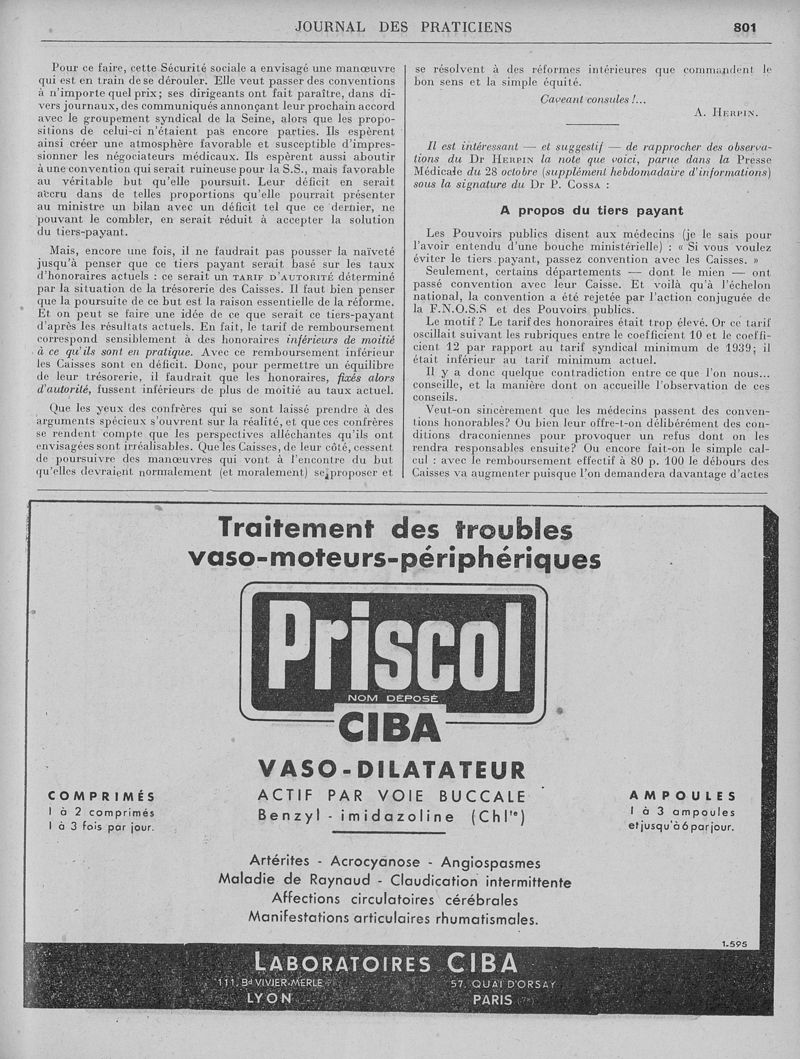 JOURNAL DES PRATICIENS 801
Pour ce faire, cette Sécurité sociale a envisagé une manœuvre
qui est en train de se dérouler. Elle veut passer des conventions
à n'importe quel prix ; ses dirigeants ont fait paraître, dans di-
vers journaux, des communiqués annonçant leur prochain accord
avec le groupement syndical de la Seine, alors que les propo-
sitions de celui-ci n'étaient pas encore parties. Ils espèrent
ainsi créer une atmosphère favorable et susceptible d'impres-
sionner les négociateurs médicaux. Ils espèrent aussi aboutir
à une convention qui serait ruineuse pour la S.S., mais favorable
au véritable but qu'elle poursuit. Leur déficit en serait
accru dans de telles proportions qu'elle pourrait présenter
au ministre un bilan avec un déficit tel que ce dernier, ne
pouvant le combler, en serait réduit à accepter la solution
du tiers-payant.
Mais, encore une fois, il ne faudrait pas pousser la naïveté
jusqu'à penser que ce tiers payant serait basé sur les taux
d'honoraires actuels : ce serait un TARIF D'AUTORITÉ déterminé
par la situation de la trésorerie des Caisses. Il faut bien penser
que la poursuite de ce but est la raison essentielle de la réforme.
Et on peut se faire une idée de ce que serait ce tiers-payant
d'après les résultats actuels. En fait, le tarif de remboursement
correspond sensiblement à des honoraires inférieurs de moitié
à ce qu'ils sont en pratique. Avec ce remboursement inférieur
les Caisses sont en déficit. Donc, pour permettre un équilibre
de leur trésorerie, il faudrait que les honoraires, fixés alors
d'autorité, fussent inférieurs de plus de moitié au taux actuel.
Que les yeux des confrères qui se sont laissé prendre à des
arguments spécieux s'ouvrent sur la réalité, et que ces confrères
se rendent compte que les perspectives alléchantes qu'ils ont
envisagées sont irréalisables. Que les Caisses, de leur côté, cessent
de poursuivre des manœuvres qui vont à l'encontre du but
qu'elles devraient normalement (et moralement) se proposer et
se résolvent à des réformes intérieures que commandent le
bon sens et la simple équité.
Caveant consules !...
A. HERPIN.
Il est intéressant — et suggestif — de rapprocher des observa-
tions du Dr HERPIN la note que voici, parue dans la Presse
Médicale du 28 octobre (supplément hebdomadaire d'informations)
sous la signature du Dr P. COSSA :
A propos du tiers payant
Les Pouvoirs publics disent aux médecins (je le sais pour
l'avoir entendu d'une bouche ministérielle) : « Si vous voulez
éviter le tiers payant, passez convention avec les Caisses. »
Seulement, certains départements — dont le mien — ont
passé convention avec leur Caisse. Et voilà qu'à l'échelon
national, la convention a été rejetée par l'action conjuguée de
la F.N.O.S.S et des Pouvoirs publics.
Le motif ? Le tarif des honoraires était trop élevé. Or ce tarif
oscillait suivant les rubriques entre le coefficient 10 et le coeffi-
cient 12 par rapport au tarif syndical minimum de 1939 ; il
était inférieur au tarif minimum actuel.
Il y a donc quelque contradiction entre ce que l'on nous...
conseille, et la manière dont on accueille l'observation de ces
conseils.
Veut-on sincèrement que les médecins passent des conven-
tions honorables? Ou bien leur offre-t-on délibérément des con-
ditions draconiennes pour provoquer un refus dont on les
rendra responsables ensuite? Ou encore fait-on le simple cal-
cul : avec le remboursement effectif à 80 p. 100 le débours des
Caisses va augmenter puisque l'on demandera davantage d'actes
Traitement des troubles
vaso-moteurs-périphériques
Priscol
NOM DÉPOSÉ
CIBA
VASO-DILATATEUR
ACTIF PAR VOIE BUCCALE
Benzyl-imidazoline (Chlre)
COMPRIMÉS
1 à 2 comprimés
1 à 3 fois par jour.
AMPOULES
1 à 3 ampoules
et jusqu'à 6 par jour.
Artérites - Acrocyanose - Angiospasmes
Maladie de Raynaud - Claudication intermittente
Affections circulatoires cérébrales
Manifestations articulaires rhumatismales.
1.595
LABORATOIRES CIBA
111, Bd VIVIER-MERLE
LYON
57, QUAI D'ORSAY
PARIS (7e)